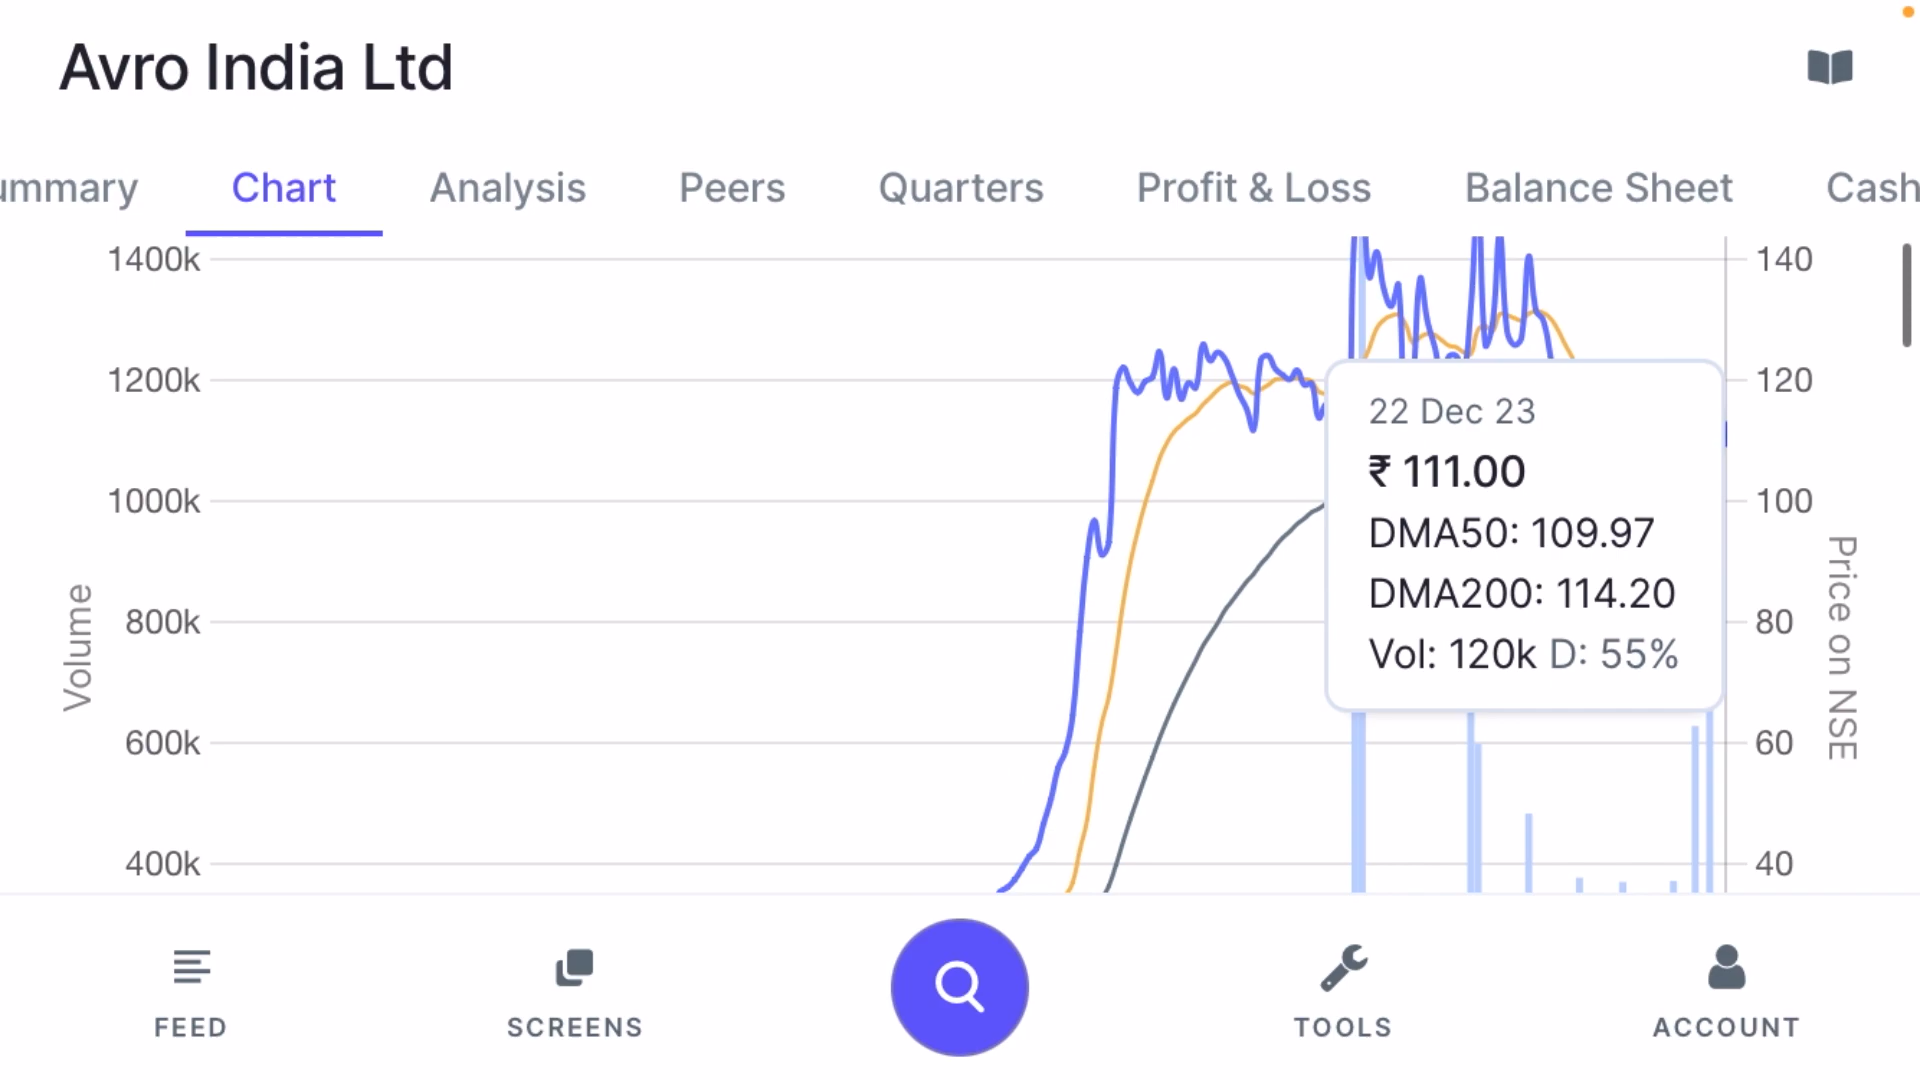 Avro India Ltd
ummary Chart Analysis Peers Quarters Profit & Loss Balance Sheet Cash
1400k 140
1200k 120
1000k 100
800k 80
600k 60
400k 40
Volume
Price on NSE
22 Dec 23
₹ 111.00
DMA50: 109.97
DMA200: 114.20
Vol: 120k D: 55%
FEED SCREENS TOOLS ACCOUNT